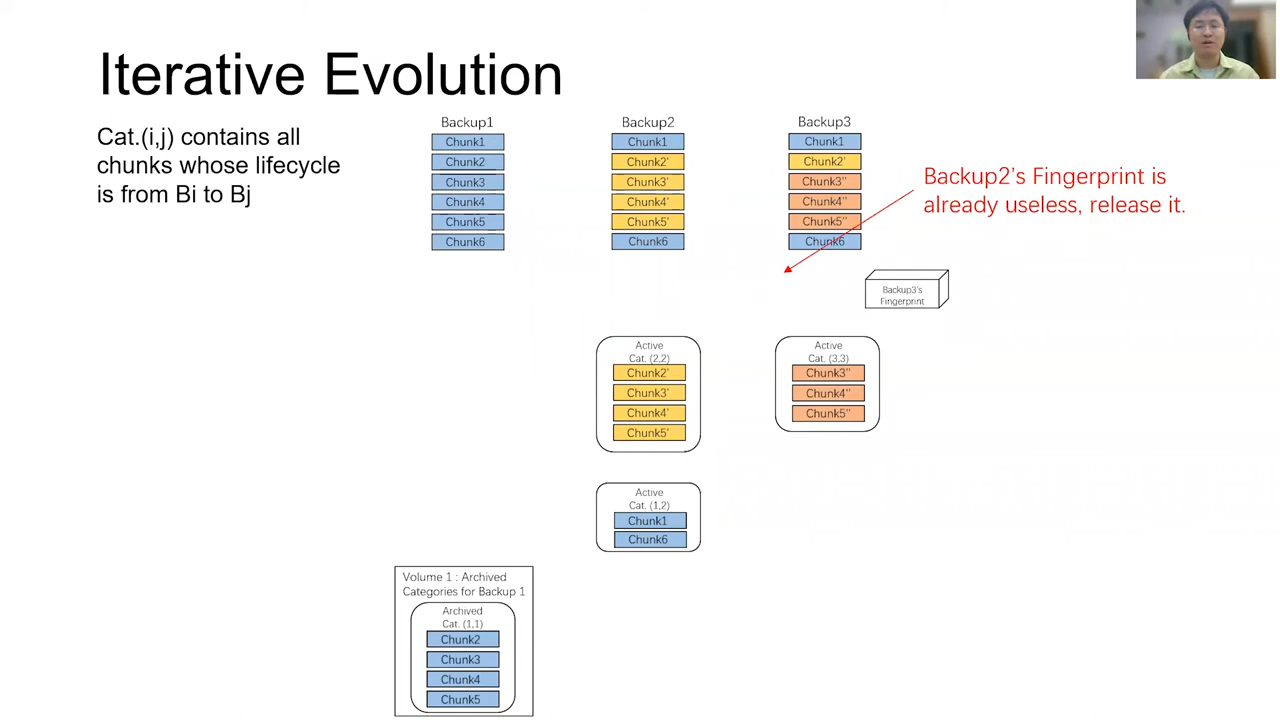 Iterative Evolution
Cat.(i,j) contains all
chunks whose lifecycle
is from Bi to Bj
Backup1
Chunk1
Chunk2
Chunk3
Chunk4
Chunk5
Chunk6
Backup2
Chunk1
Chunk2'
Chunk3'
Chunk4'
Chunk5'
Chunk6
Backup3
Chunk1
Chunk2'
Chunk3''
Chunk4''
Chunk5''
Chunk6
Backup2's Fingerprint is
already useless, release it.
Backup3's
Fingerprint
Active
Cat. (2,2)
Chunk2'
Chunk3'
Chunk4'
Chunk5'
Active
Cat. (3,3)
Chunk3''
Chunk4''
Chunk5''
Active
Cat. (1,2)
Chunk1
Chunk6
Volume 1 : Archived
Categories for Backup 1
Archived
Cat. (1,1)
Chunk2
Chunk3
Chunk4
Chunk5